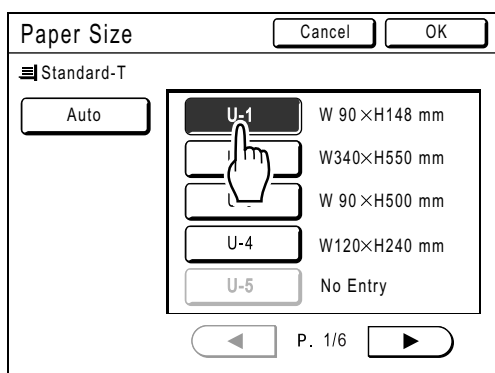 Paper Size Cancel OK
Standard-T
Auto U-1 W 90×H148 mm
W340×H550 mm
W 90×H500 mm
U-4 W120×H240 mm
U-5 No Entry
P. 1/6